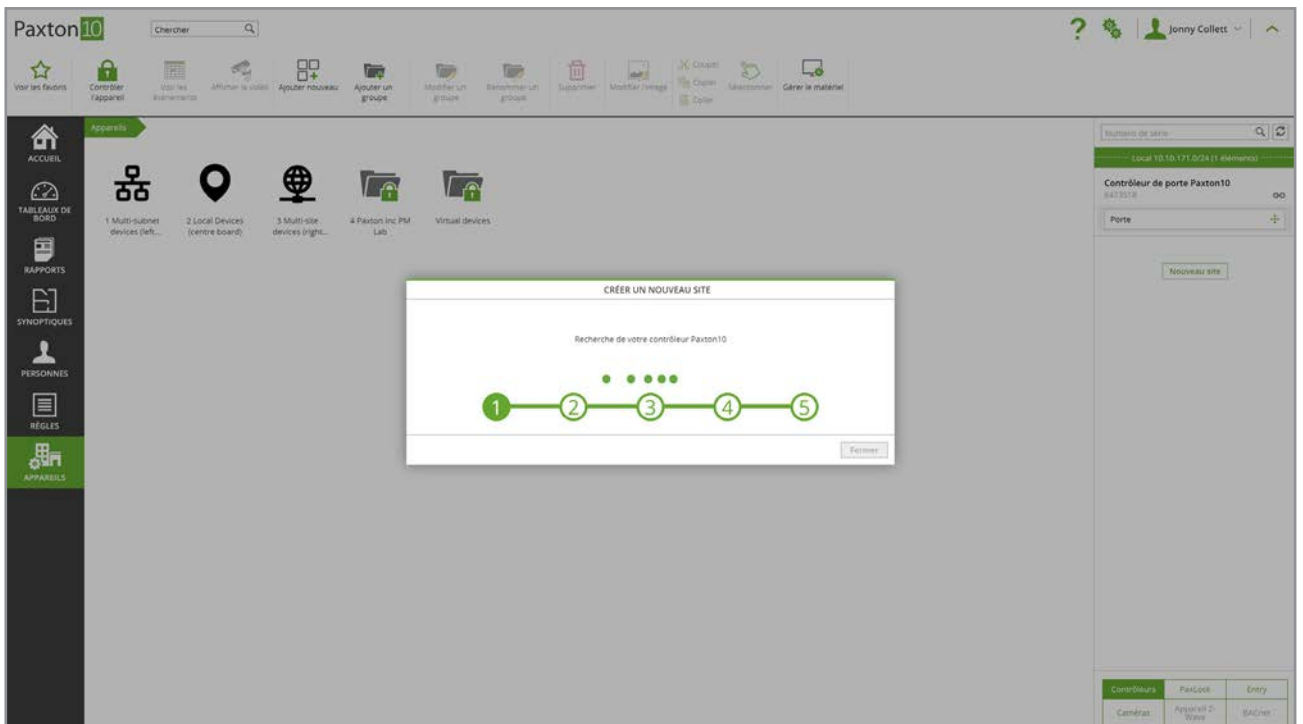 Paxton10
Chercher
Jonny Collett
Voir les favoris
Contrôler
l'appareil
Voir les
événements
Afficher la vidéo
Ajouter nouveau
Ajouter un
groupe
Modifier un
groupe
Renommer un
groupe
Supprimer
Modifier l'image
Couper
Copier
Coller
Sélectionner
Gérer le matériel
ACCUEIL
TABLEAUX DE
BORD
RAPPORTS
SYNOPTIQUES
PERSONNES
RÈGLES
APPAREILS
Appareils
1 Multi-subnet
devices (left...
2 Local Devices
(centre board)
3 Multi-site
devices (right...
4 Paxton Inc PM
Lab
Virtual devices
CRÉER UN NOUVEAU SITE
Recherche de votre contrôleur Paxton10
1 2 3 4 5
Fermer
Numéro de série
Local 10.10.171.0/24 (1 éléments)
Contrôleur de porte Paxton10
Porte
Nouveau site
Contrôleurs PaxLock Entry
Caméras Appareil Z-
Wave BACnet